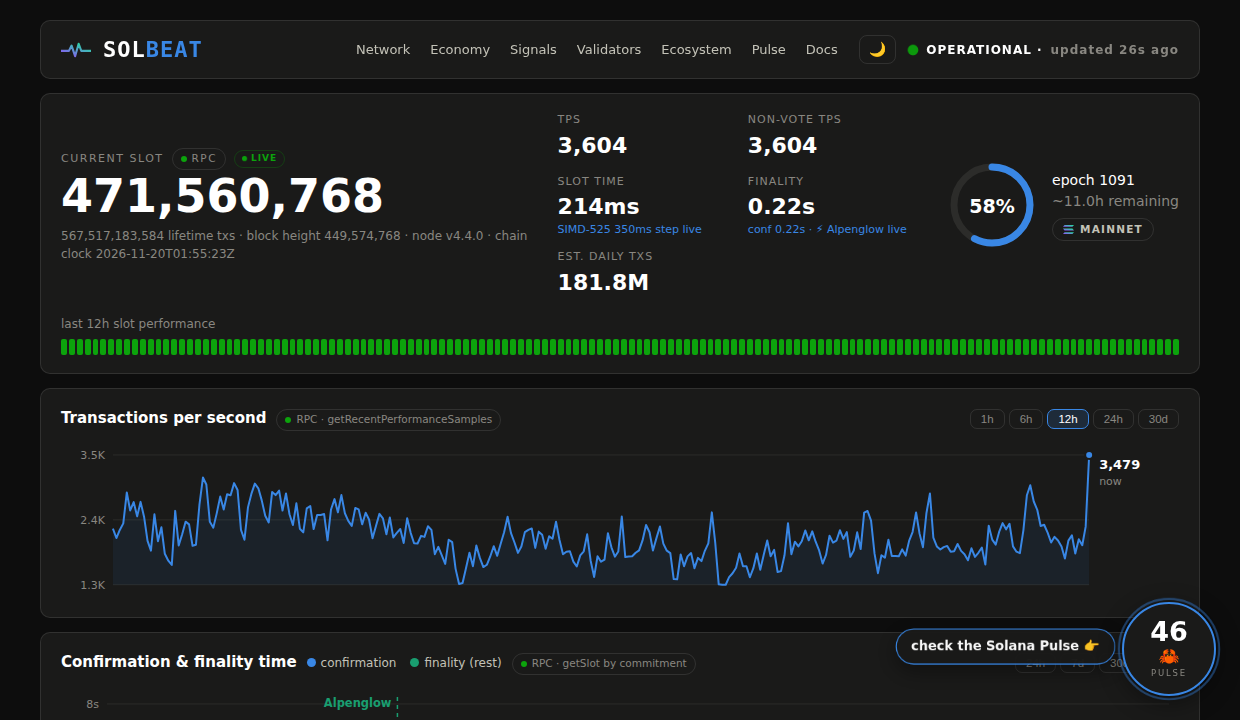 SOLBEAT
Network Economy Signals Validators Ecosystem Pulse Docs 🌙 OPERATIONAL · updated 26s ago
CURRENT SLOT RPC LIVE
471,560,768
567,517,183,584 lifetime txs · block height 449,574,768 · node v4.4.0 · chain
clock 2026-11-20T01:55:23Z
TPS
3,604
NON-VOTE TPS
3,604
SLOT TIME
214ms
SIMD-525 350ms step live
FINALITY
0.22s
conf 0.22s · ⚡ Alpenglow live
EST. DAILY TXS
181.8M
58%
epoch 1091
~11.0h remaining
MAINNET
last 12h slot performance
Transactions per second RPC · getRecentPerformanceSamples
1h 6h 12h 24h 30d
3.5K
2.4K
1.3K
3,479
now
Confirmation & finality time confirmation finality (rest) RPC · getSlot by commitment
check the Solana Pulse 👉
46
🦀
PULSE
8s
Alpenglow